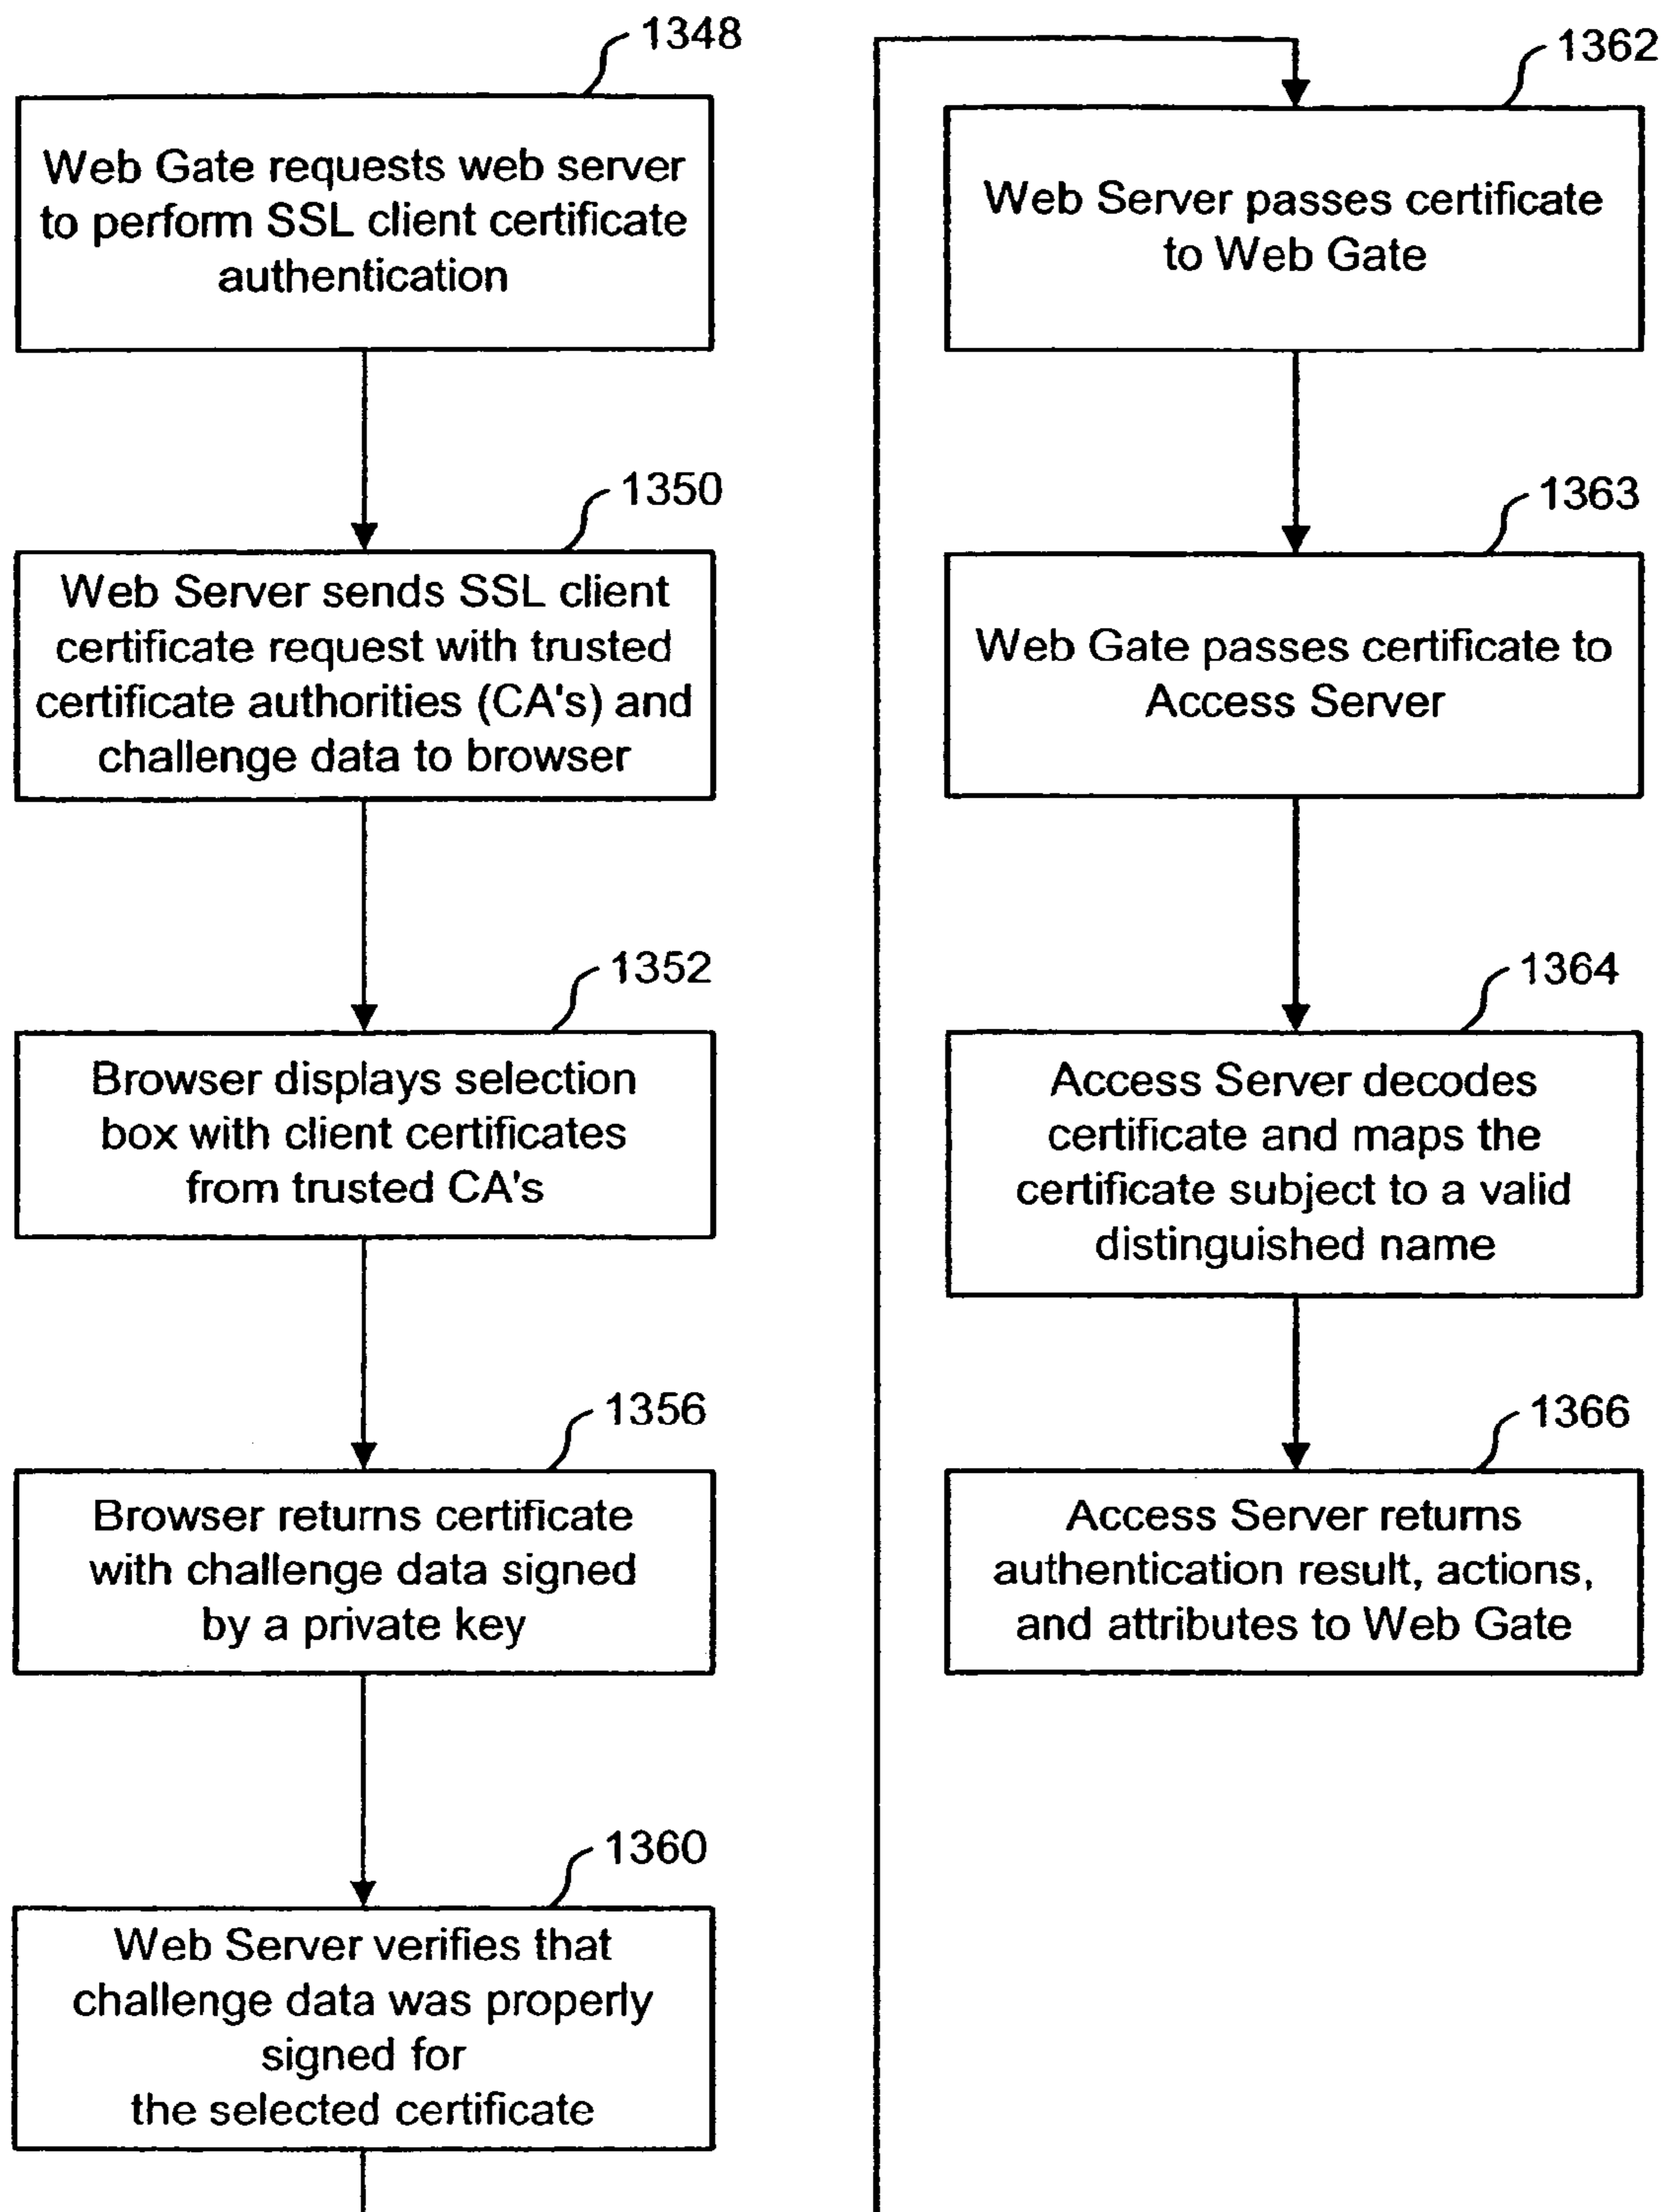 1348
Web Gate requests web server
to perform SSL client certificate
authentication
1350
Web Server sends SSL client
certificate request with trusted
certificate authorities (CA's) and
challenge data to browser
1352
Browser displays selection
box with client certificates
from trusted CA's
1356
Browser returns certificate
with challenge data signed
by a private key
1360
Web Server verifies that
challenge data was properly
signed for
the selected certificate
1362
Web Server passes certificate
to Web Gate
1363
Web Gate passes certificate to
Access Server
1364
Access Server decodes
certificate and maps the
certificate subject to a valid
distinguished name
1366
Access Server returns
authentication result, actions,
and attributes to Web Gate